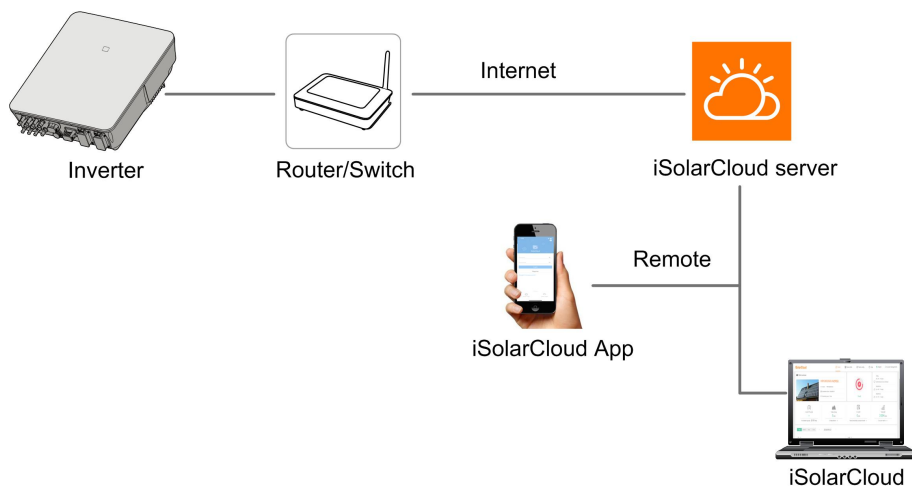 Internet
Inverter
Router/Switch
iSolarCloud server
Remote
iSolarCloud App
iSolarCloud